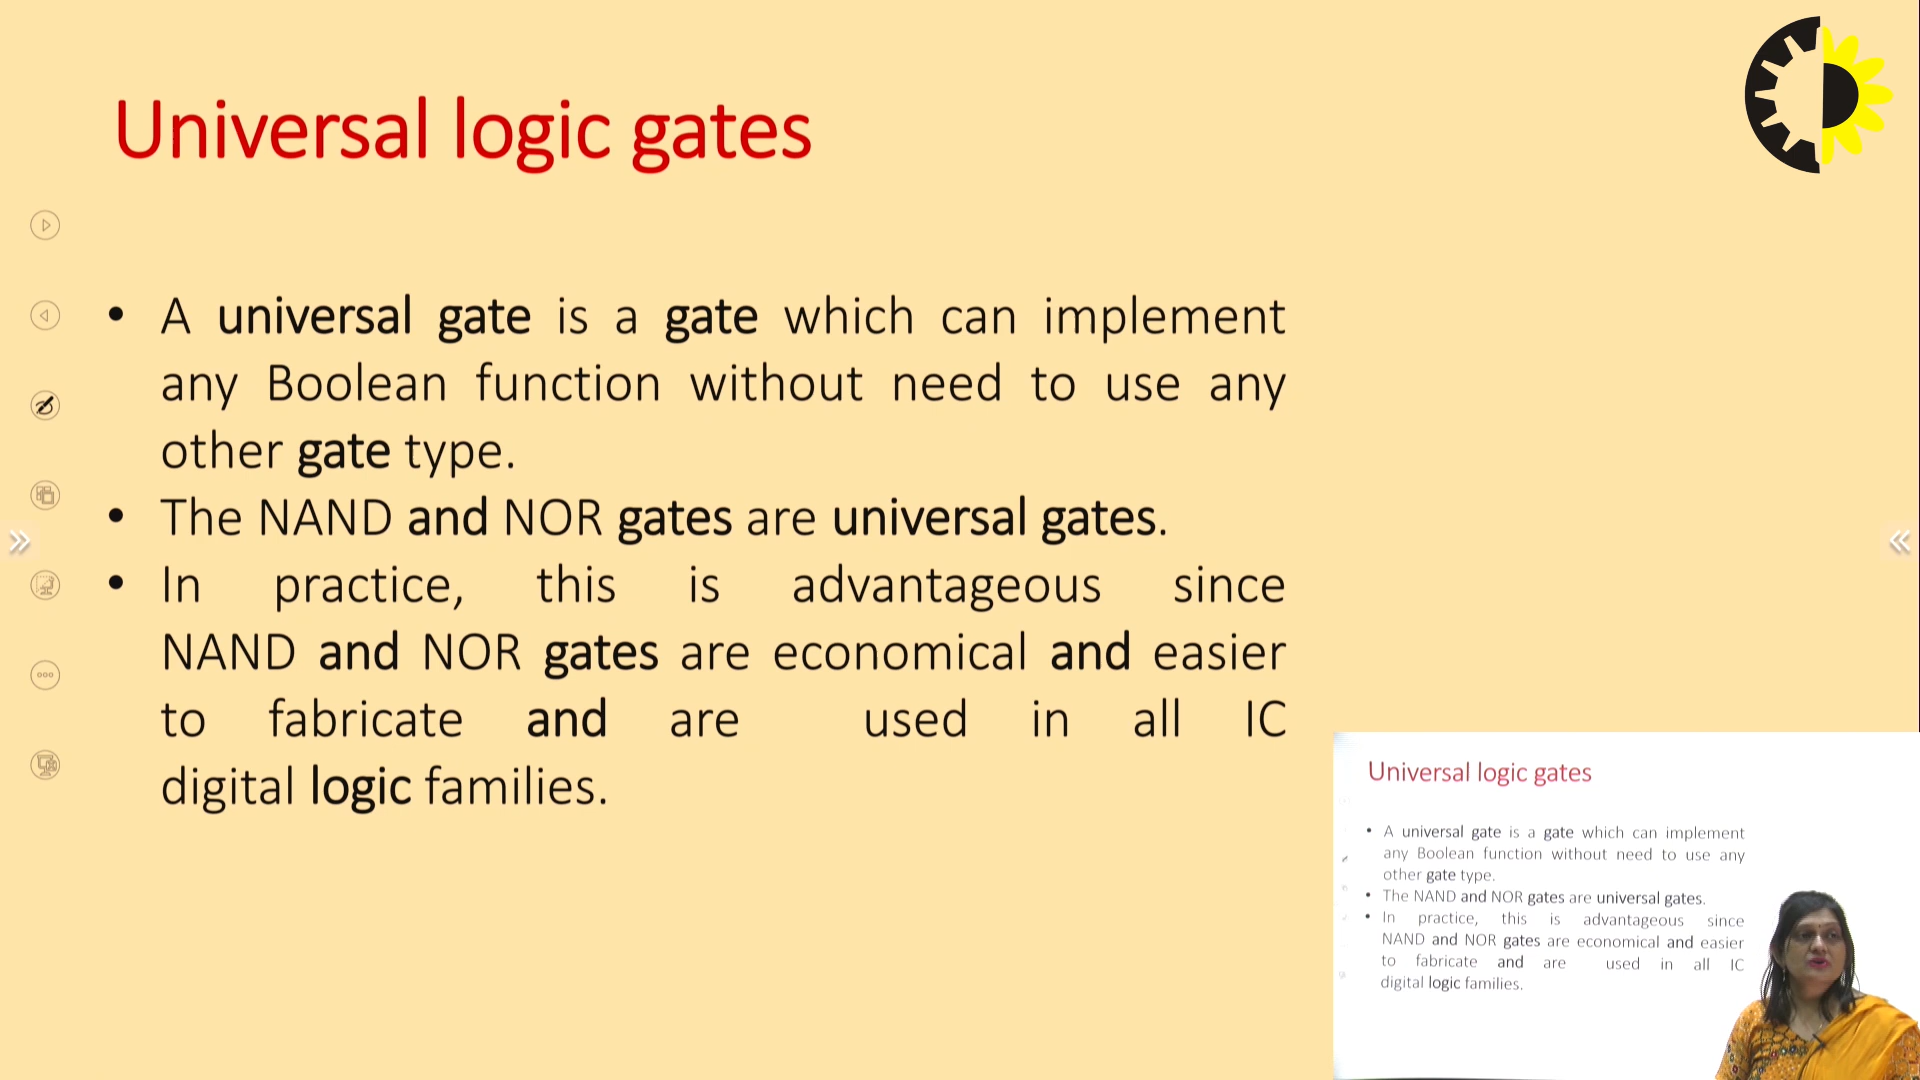 Universal logic gates
• A universal gate is a gate which can implement
any Boolean function without need to use any
other gate type.
• The NAND and NOR gates are universal gates.
• In practice, this is advantageous since
NAND and NOR gates are economical and easier
to fabricate and are used in all IC
digital logic families.
Universal logic gates
• A universal gate is a gate which can implement
any Boolean function without need to use any
other gate type.
• The NAND and NOR gates are universal gates.
• In practice, this is advantageous since
NAND and NOR gates are economical and easier
to fabricate and are used in all IC
digital logic families.